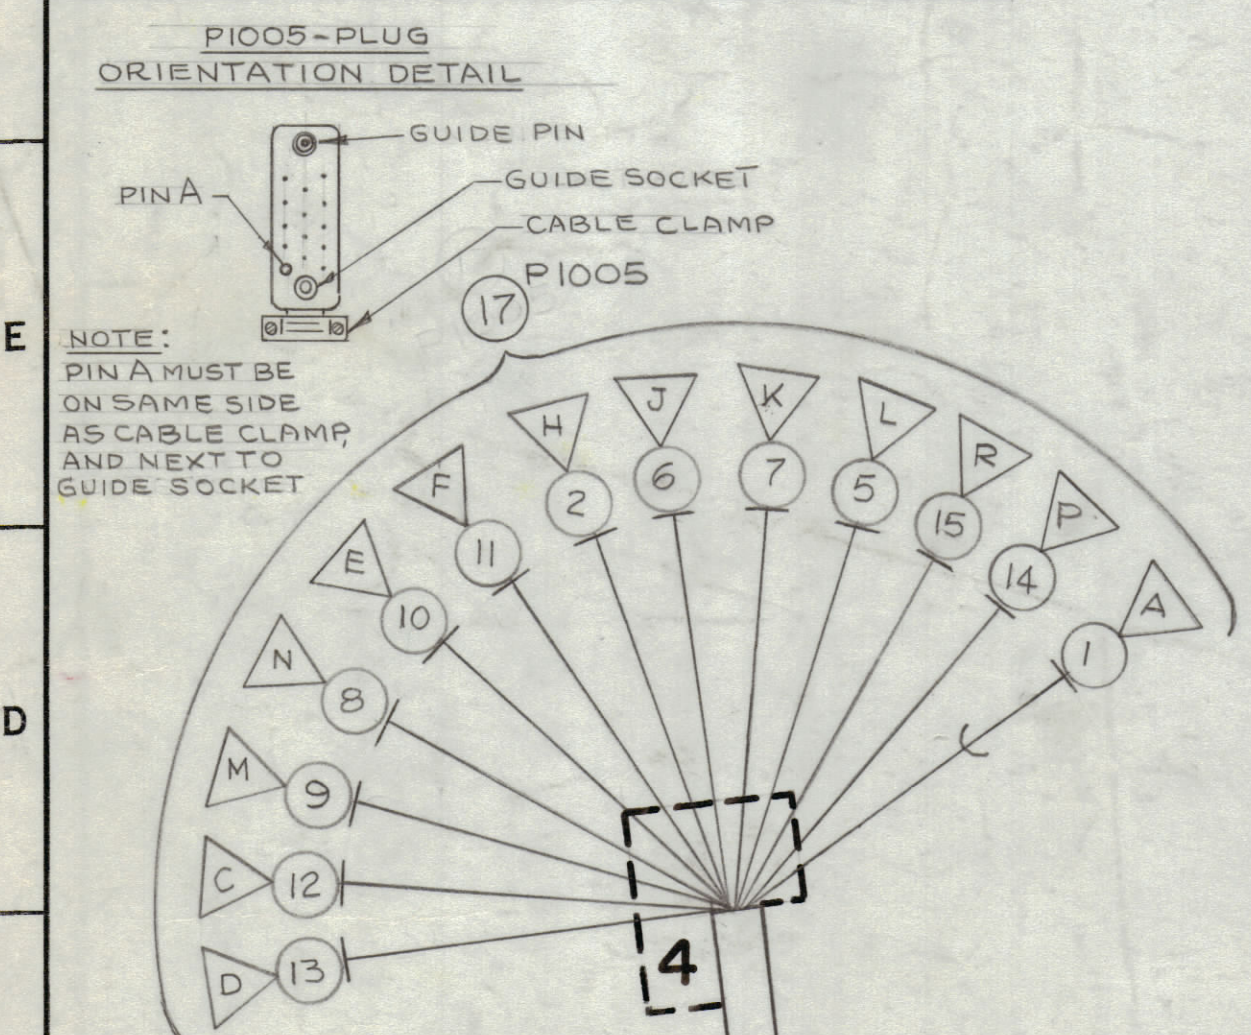 P1005-PLUG
ORIENTATION DETAIL
GUIDE PIN
PIN A
GUIDE SOCKET
CABLE CLAMP
17 P1005
E
NOTE:
PIN A MUST BE
ON SAME SIDE
AS CABLE CLAMP,
AND NEXT TO
GUIDE SOCKET
D
D 13
C 12
M 9
N 8
E 10
F 11
H 2
J 6
K 7
L 5
R 15
P 14
A 1
4